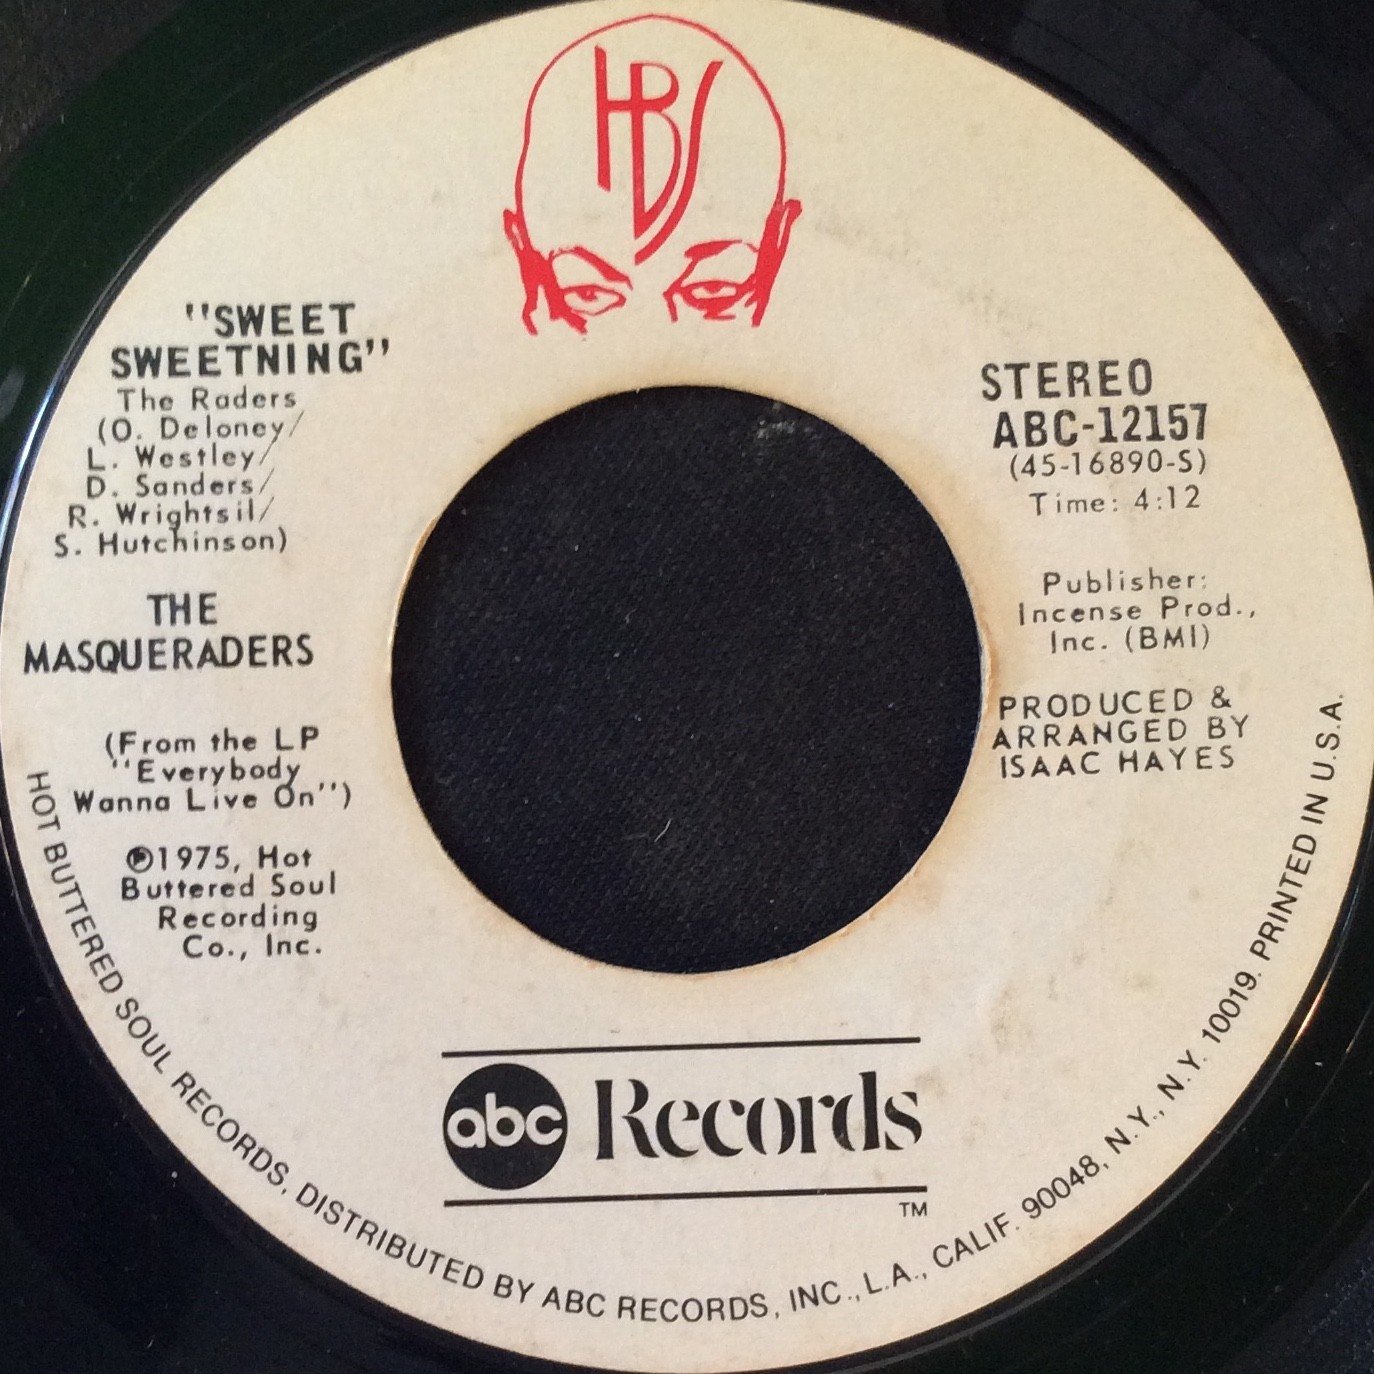 HBS
"SWEET
SWEETNING"
The Raders
(O. Deloney/
L. Westley/
D. Sanders/
R. Wrightsil/
S. Hutchinson)
THE
MASQUERADERS
(From the LP
"Everybody
Wanna Live On")
℗1975, Hot
Buttered Soul
Recording
Co., Inc.
STEREO
ABC-12157
(45-16890-S)
Time: 4:12
Publisher:
Incense Prod.,
Inc. (BMI)
PRODUCED &
ARRANGED BY
ISAAC HAYES
abc Records
TM
HOT BUTTERED SOUL RECORDS, DISTRIBUTED BY ABC RECORDS, INC., L.A., CALIF. 90048, N.Y., N.Y. 10019. PRINTED IN U.S.A.